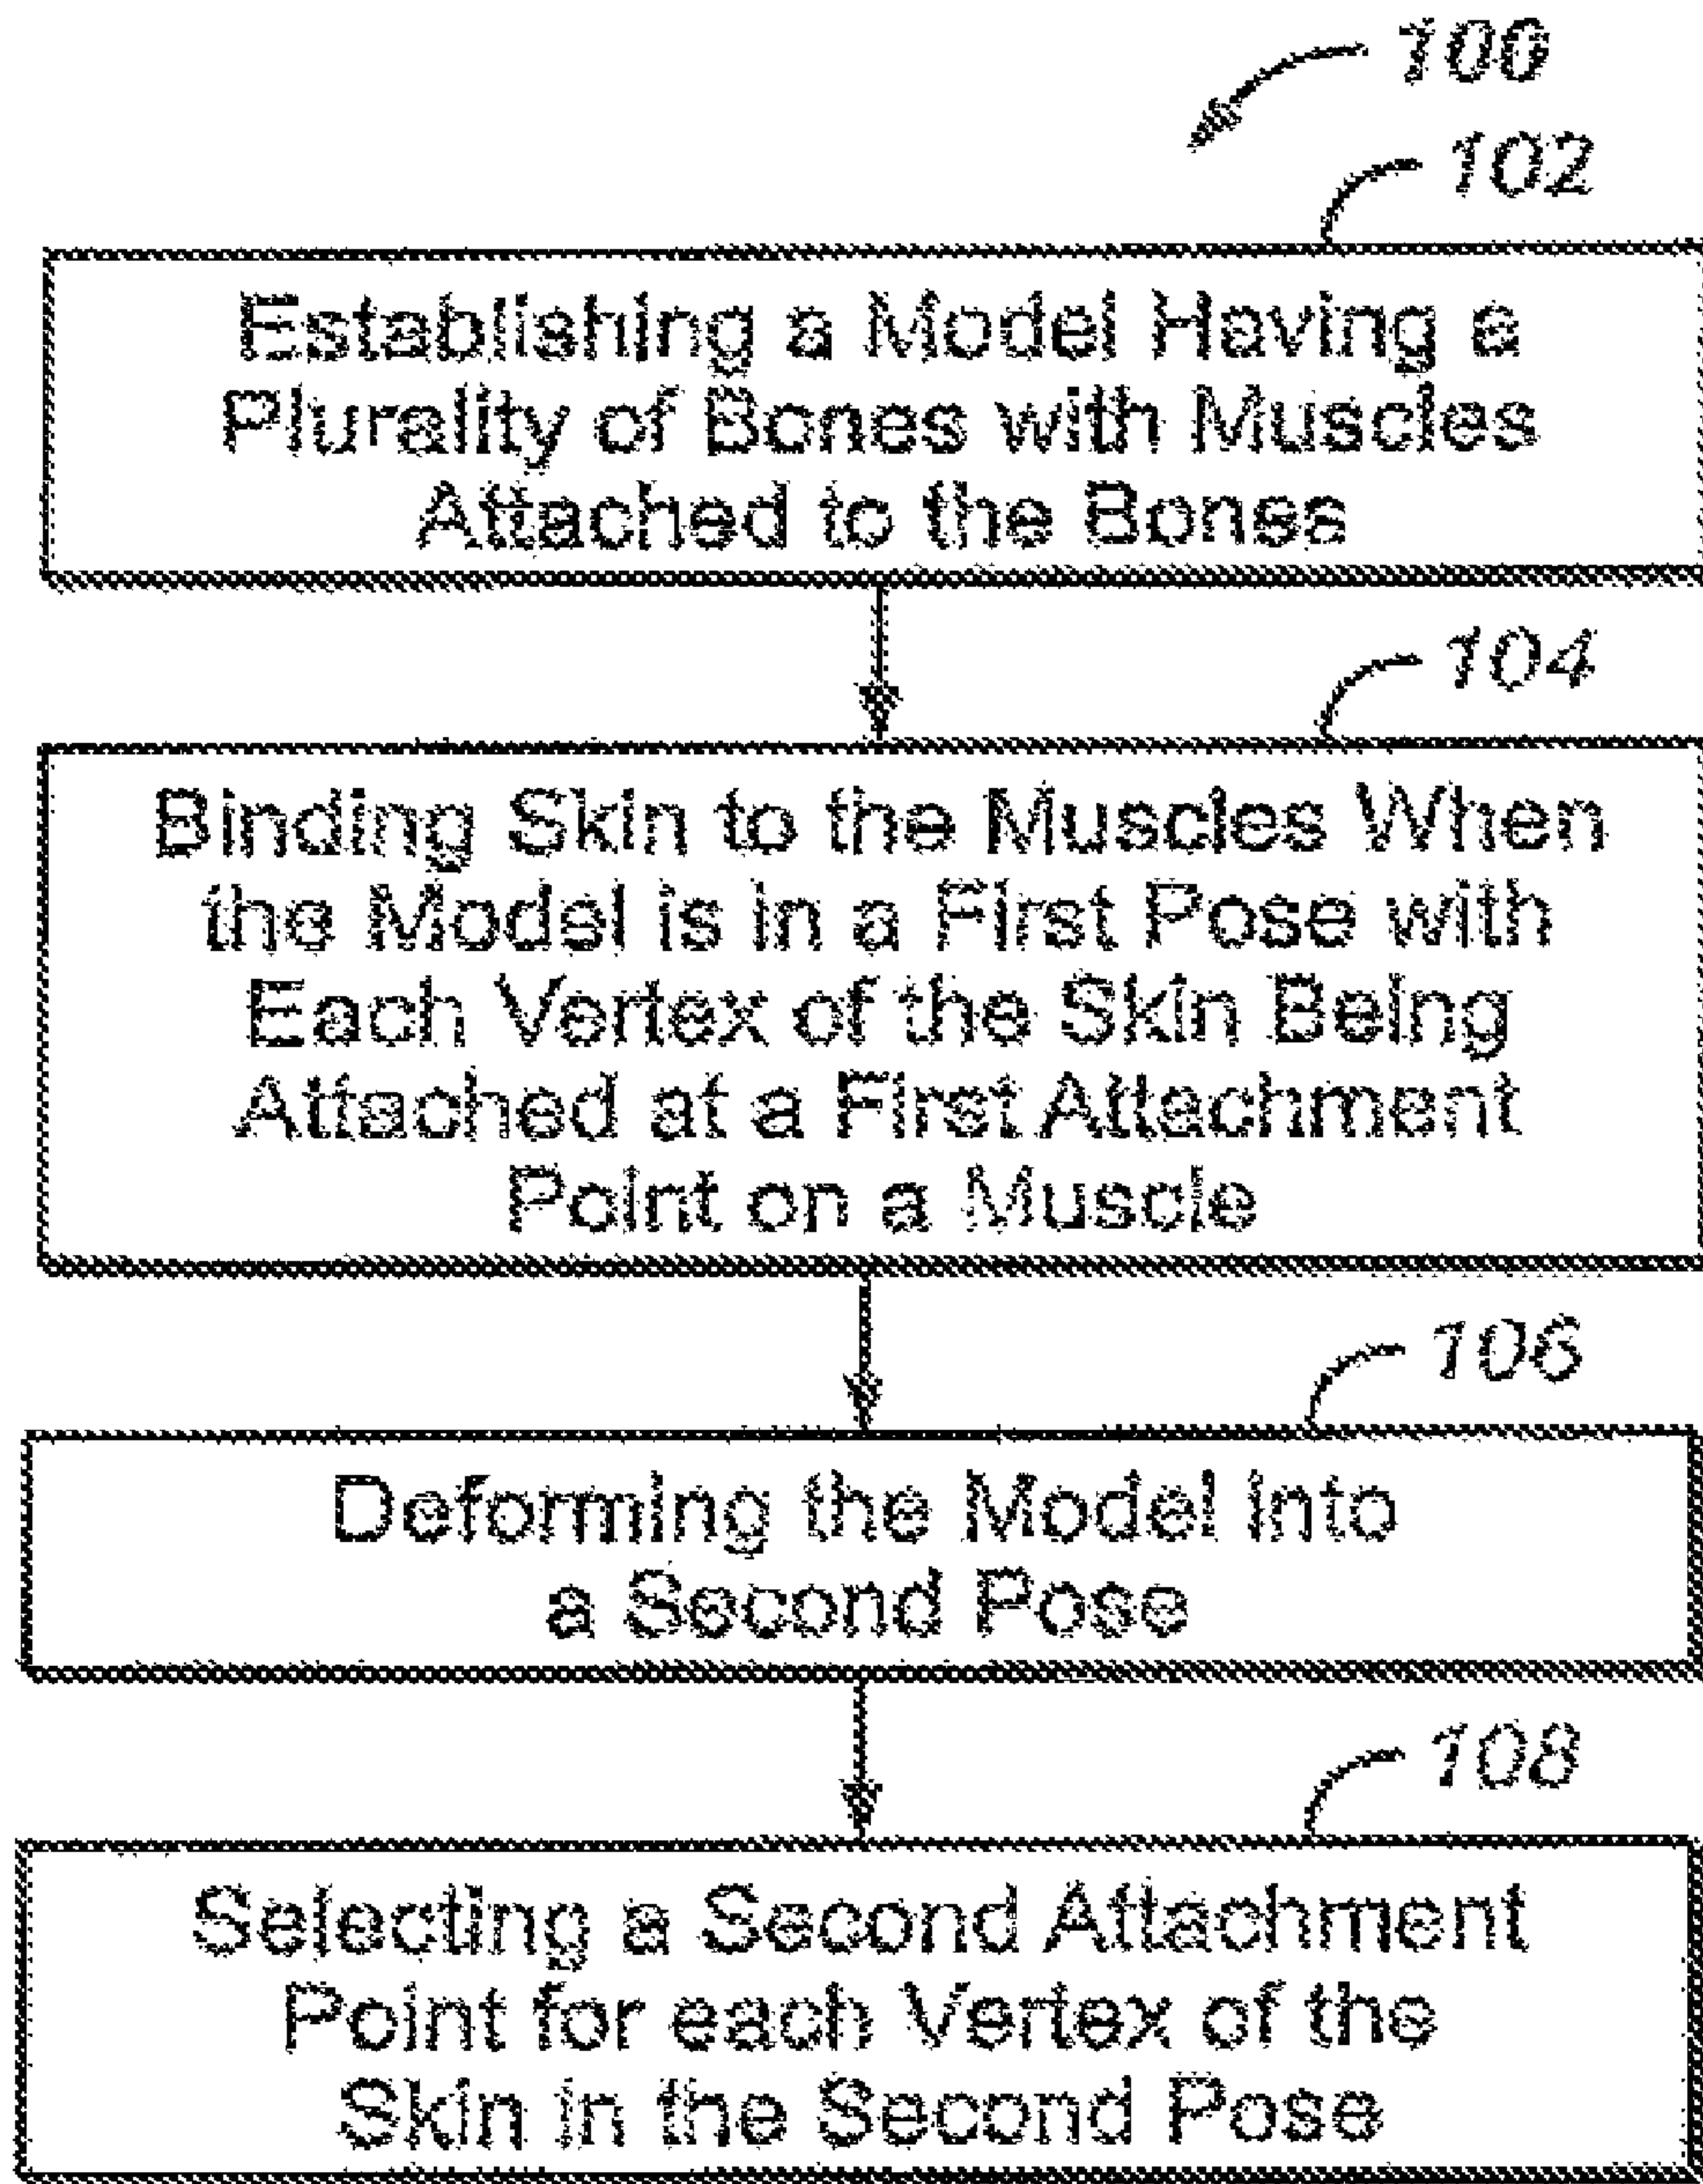 100
102
Establishing a Model Having a
Plurality of Bones with Muscles
Attached to the Bones
104
Binding Skin to the Muscles When
the Model is in a First Pose with
Each Vertex of the Skin Being
Attached at a First Attachment
Point on a Muscle
106
Deforming the Model into
a Second Pose
108
Selecting a Second Attachment
Point for each Vertex of the
Skin in the Second Pose